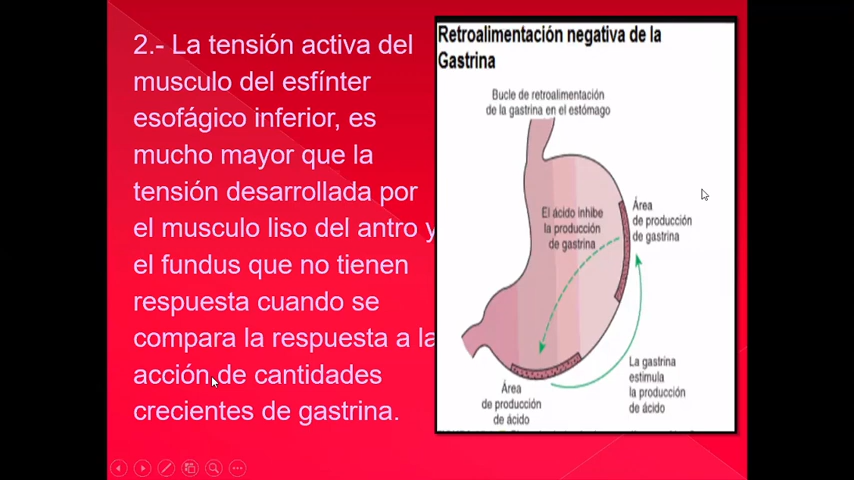 2.- La tensión activa del
musculo del esfínter
esofágico inferior, es
mucho mayor que la
tensión desarrollada por
el musculo liso del antro y
el fundus que no tienen
respuesta cuando se
compara la respuesta a la
acción de cantidades
crecientes de gastrina.
Retroalimentación negativa de la
Gastrina
Bucle de retroalimentación
de la gastrina en el estómago
El ácido inhibe
la producción
de gastrina
Área
de producción
de gastrina
La gastrina
estimula
la producción
de ácido
Área
de producción
de ácido